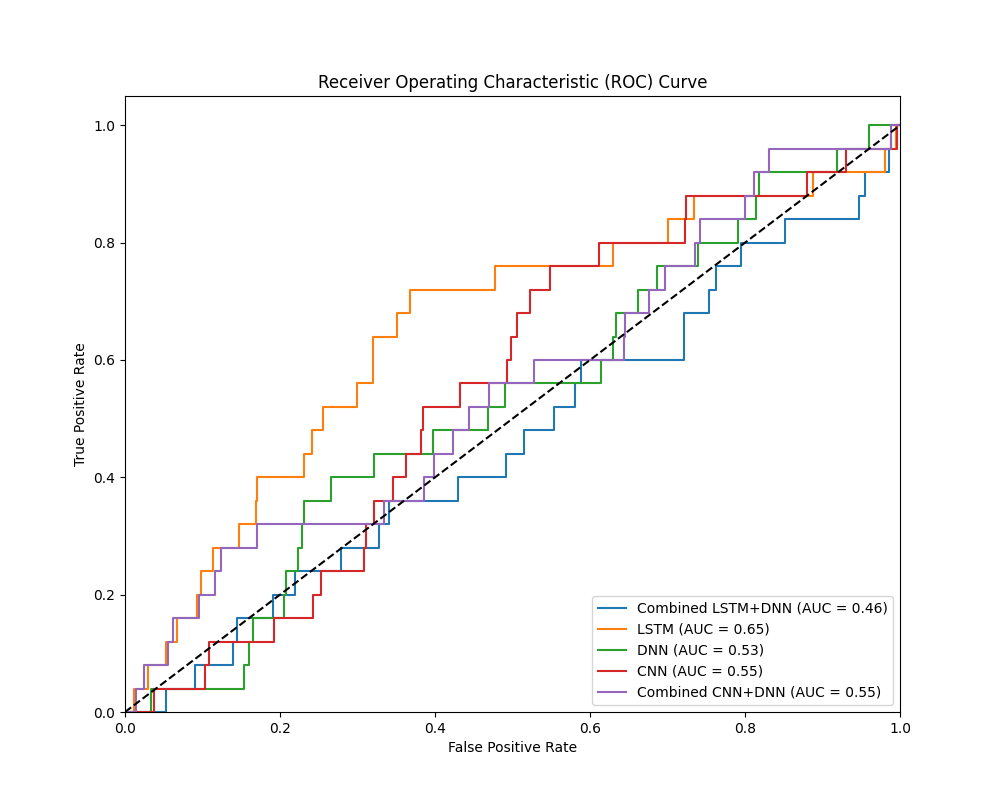 Receiver Operating Characteristic (ROC) Curve
1.0
0.8
0.6
0.4
0.2
0.0
True Positive Rate
Combined LSTM+DNN (AUC = 0.46)
LSTM (AUC = 0.65)
DNN (AUC = 0.53)
CNN (AUC = 0.55)
Combined CNN+DNN (AUC = 0.55)
0.0 0.2 0.4 0.6 0.8 1.0
False Positive Rate